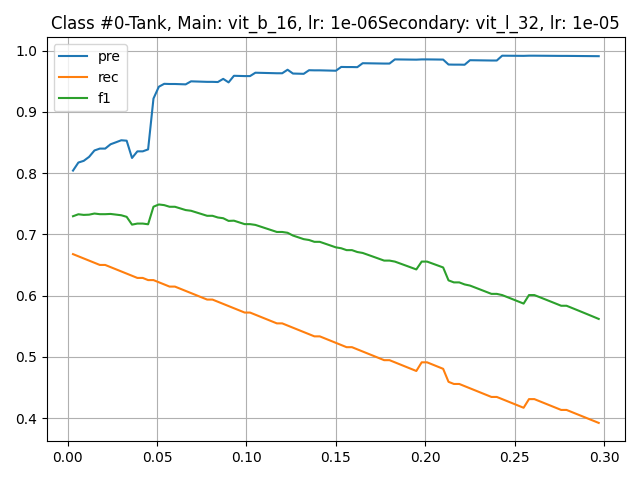 Class #0-Tank, Main: vit_b_16, lr: 1e-06Secondary: vit_l_32, lr: 1e-05
pre
rec
f1
1.0
0.9
0.8
0.7
0.6
0.5
0.4
0.00 0.05 0.10 0.15 0.20 0.25 0.30